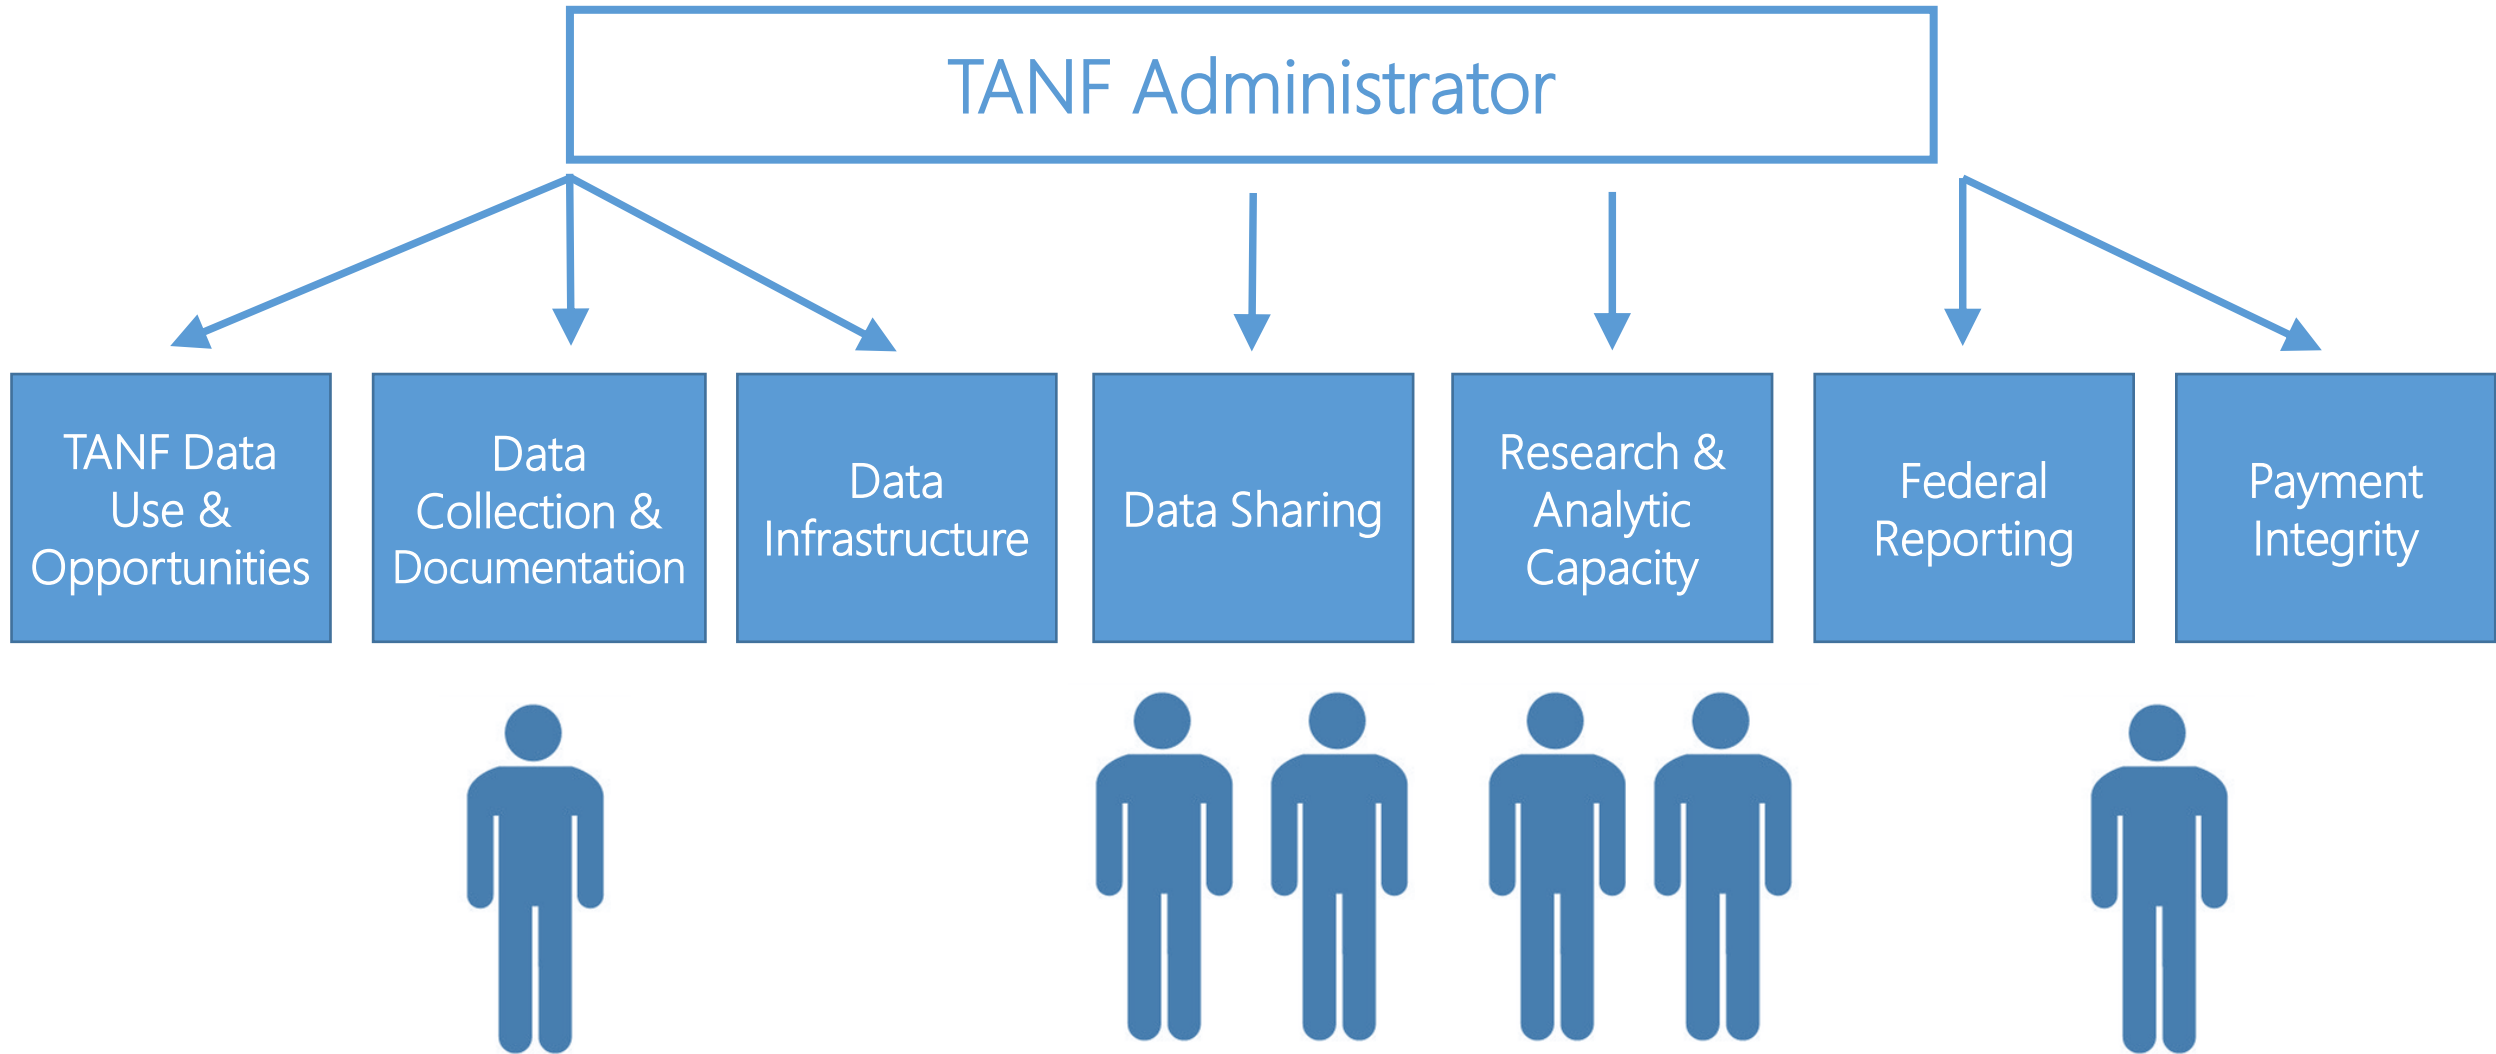 TANF Administrator
TANF Data
Use &
Opportunities
Data
Collection &
Documentation
Data
Infrastructure
Data Sharing
Research &
Analytic
Capacity
Federal
Reporting
Payment
Integrity